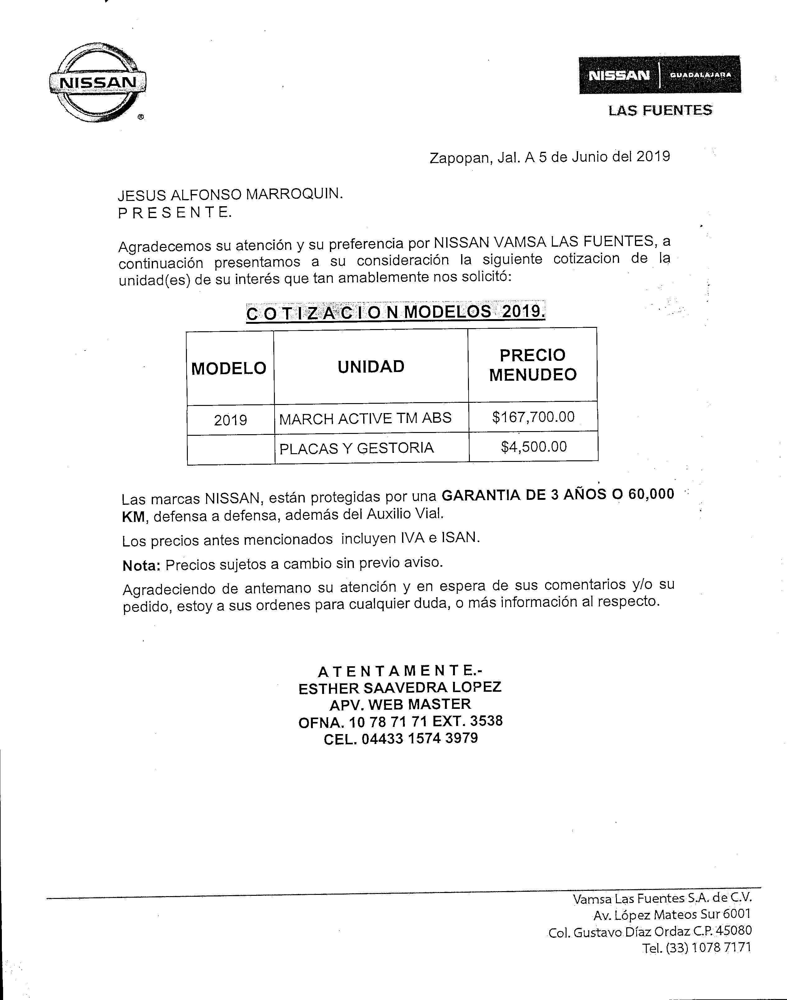 NISSAN
®
NISSAN | GUADALAJARA
LAS FUENTES
Zapopan, Jal. A 5 de Junio del 2019
JESUS ALFONSO MARROQUIN.
P R E S E N T E.
Agradecemos su atención y su preferencia por NISSAN VAMSA LAS FUENTES, a
continuación presentamos a su consideración la siguiente cotizacion de la
unidad(es) de su interés que tan amablemente nos solicitó:
C O T I Z A C I O N MODELOS 2019.
MODELO UNIDAD PRECIO MENUDEO
2019 MARCH ACTIVE TM ABS $167,700.00
PLACAS Y GESTORIA $4,500.00
Las marcas NISSAN, están protegidas por una GARANTIA DE 3 AÑOS O 60,000
KM, defensa a defensa, además del Auxilio Vial.
Los precios antes mencionados incluyen IVA e ISAN.
Nota: Precios sujetos a cambio sin previo aviso.
Agradeciendo de antemano su atención y en espera de sus comentarios y/o su
pedido, estoy a sus ordenes para cualquier duda, o más información al respecto.
A T E N T A M E N T E.-
ESTHER SAAVEDRA LOPEZ
APV. WEB MASTER
OFNA. 10 78 71 71 EXT. 3538
CEL. 04433 1574 3979
Vamsa Las Fuentes S.A. de C.V.
Av. López Mateos Sur 6001
Col. Gustavo Díaz Ordaz C.P. 45080
Tel. (33) 1078 7171